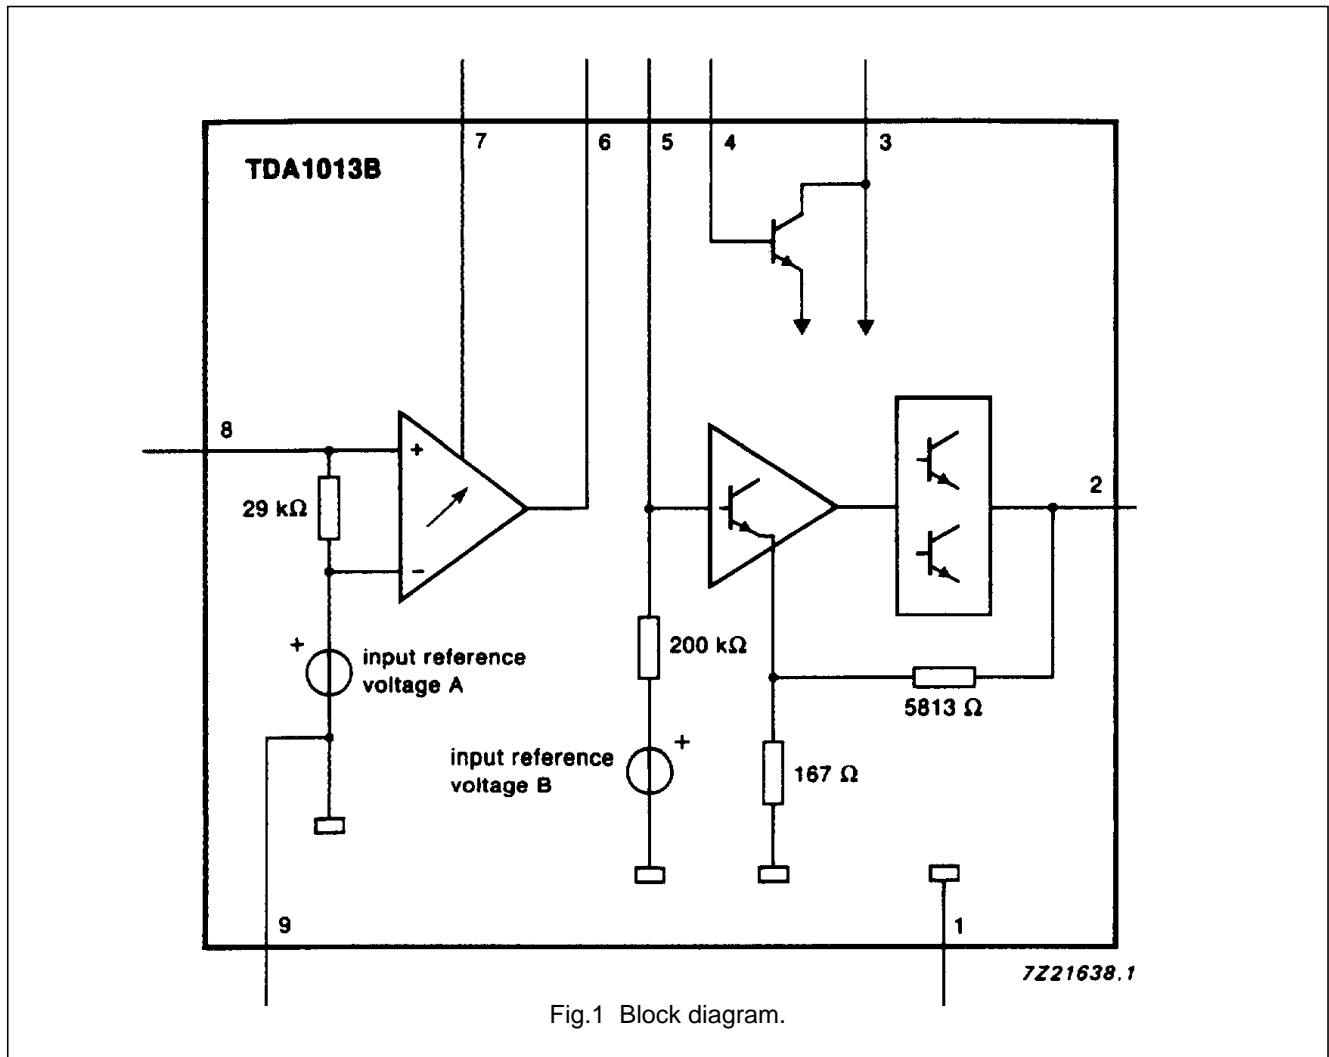 7
6
5
4
3
TDA1013B
8
+
29 kΩ
−
2
+
input reference
voltage A
200 kΩ
5813 Ω
+
input reference
voltage B
167 Ω
9
1
7Z21638.1
Fig.1 Block diagram.